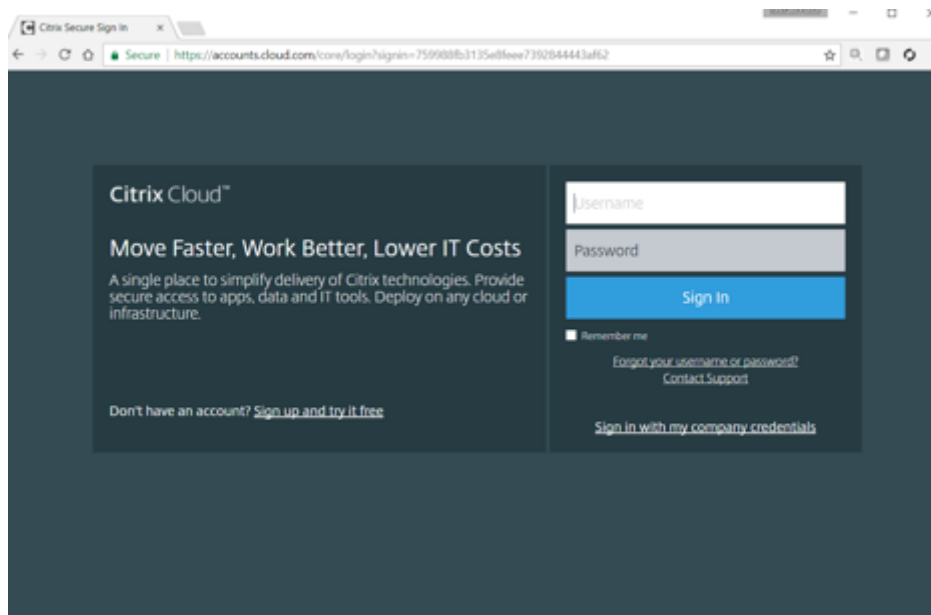 Citrix Secure Sign In
Secure https://accounts.cloud.com/core/login?signin=759988fb3135e8feee7392844443af62
Citrix Cloud™
Move Faster, Work Better, Lower IT Costs
A single place to simplify delivery of Citrix technologies. Provide
secure access to apps, data and IT tools. Deploy on any cloud or
infrastructure.
Don't have an account? Sign up and try it free
Username
Password
Sign In
Remember me
Forgot your username or password?
Contact Support
Sign in with my company credentials